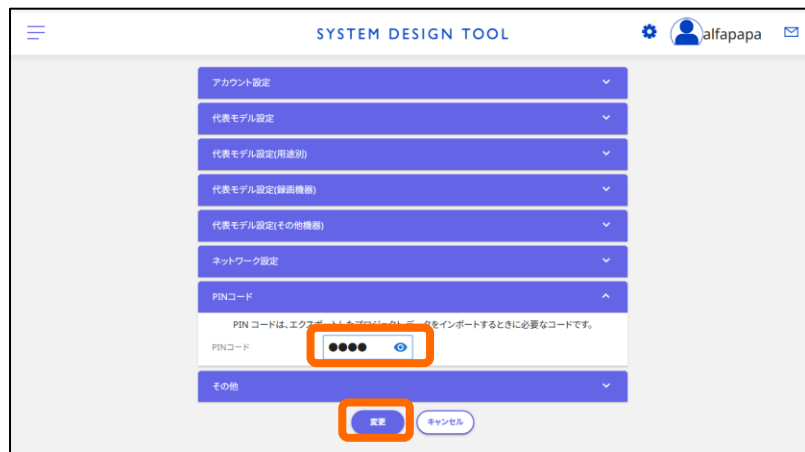 SYSTEM DESIGN TOOL
alfapapa
アカウント設定
代表モデル設定
代表モデル設定(用途別)
代表モデル設定(録画機器)
代表モデル設定(その他機器)
ネットワーク設定
PINコード
PIN コードは、エクスポートしたプロジェクト データをインポートするときに必要なコードです。
PINコード
●●●●
その他
変更
キャンセル